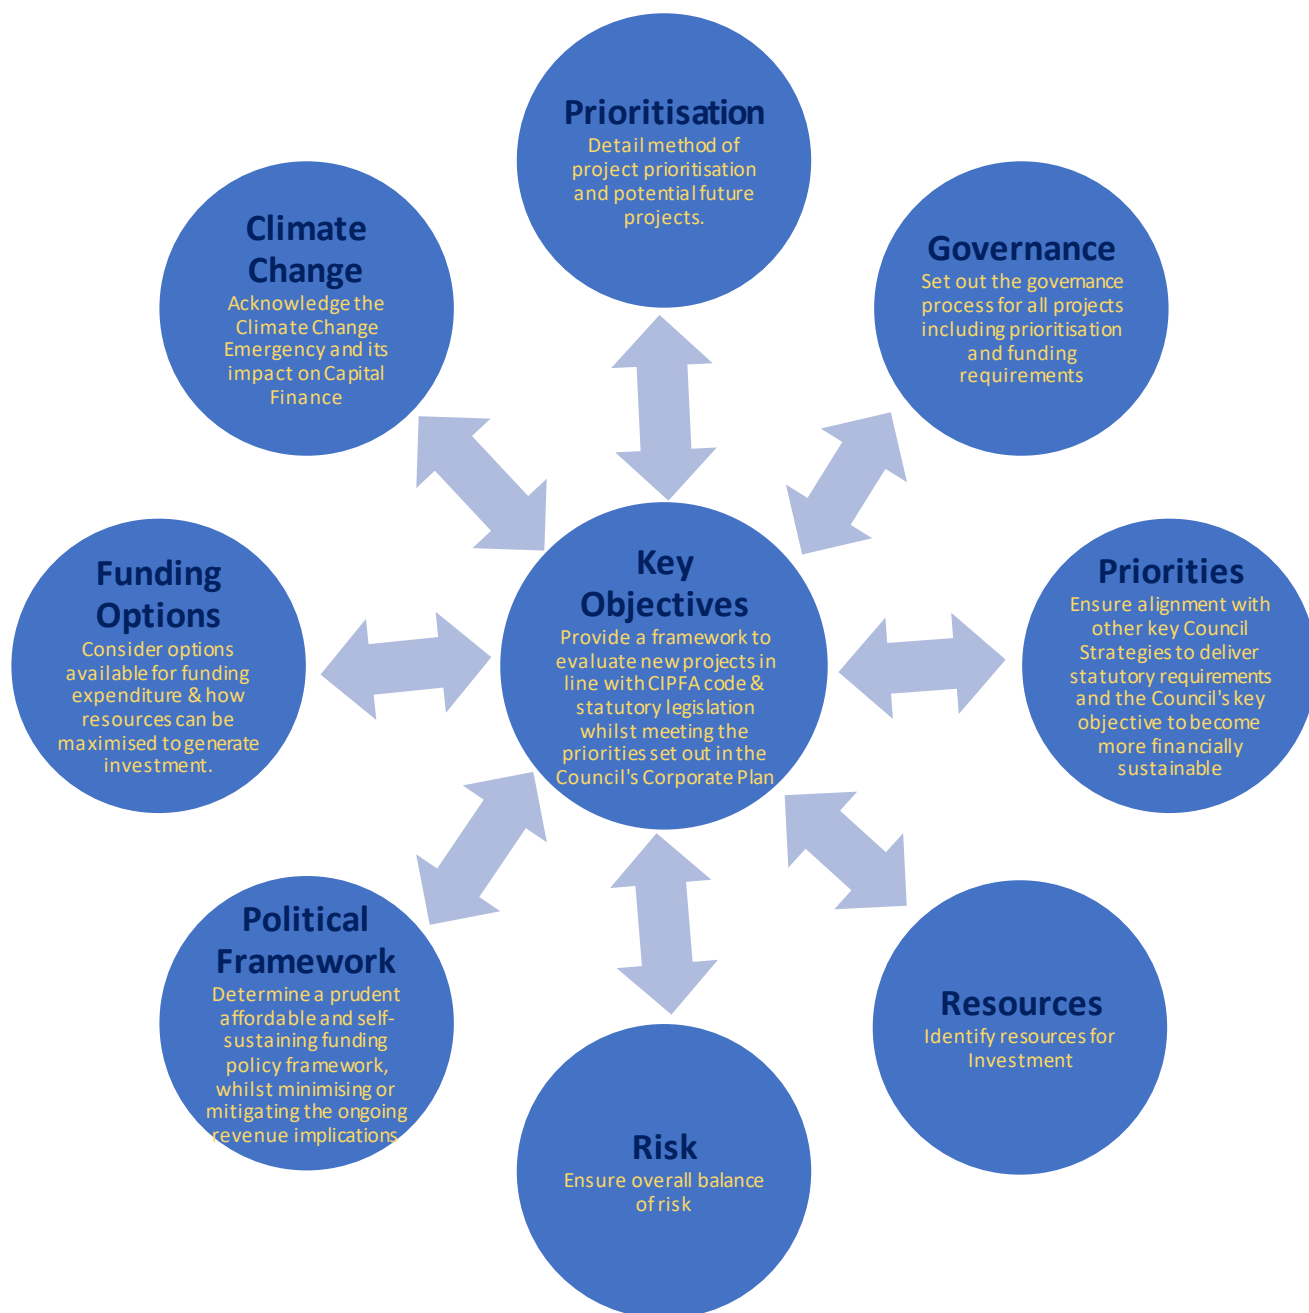 Prioritisation
Detail method of
project prioritisation
and potential future
projects.
Governance
Set out the governance
process for all projects
including prioritisation
and funding
requirements
Priorities
Ensure alignment with
other key Council
Strategies to deliver
statutory requirements
and the Council's key
objective to become
more financially
sustainable
Resources
Identify resources for
Investment
Risk
Ensure overall balance
of risk
Political
Framework
Determine a prudent
affordable and self-
sustaining funding
policy framework,
whilst minimising or
mitigating the ongoing
revenue implications.
Funding
Options
Consider options
available for funding
expenditure & how
resources can be
maximised to generate
investment.
Climate
Change
Acknowledge the
Climate Change
Emergency and its
impact on Capital
Finance
Key
Objectives
Provide a framework to
evaluate new projects in
line with CIPFA code &
statutory legislation
whilst meeting the
priorities set out in the
Council's Corporate Plan